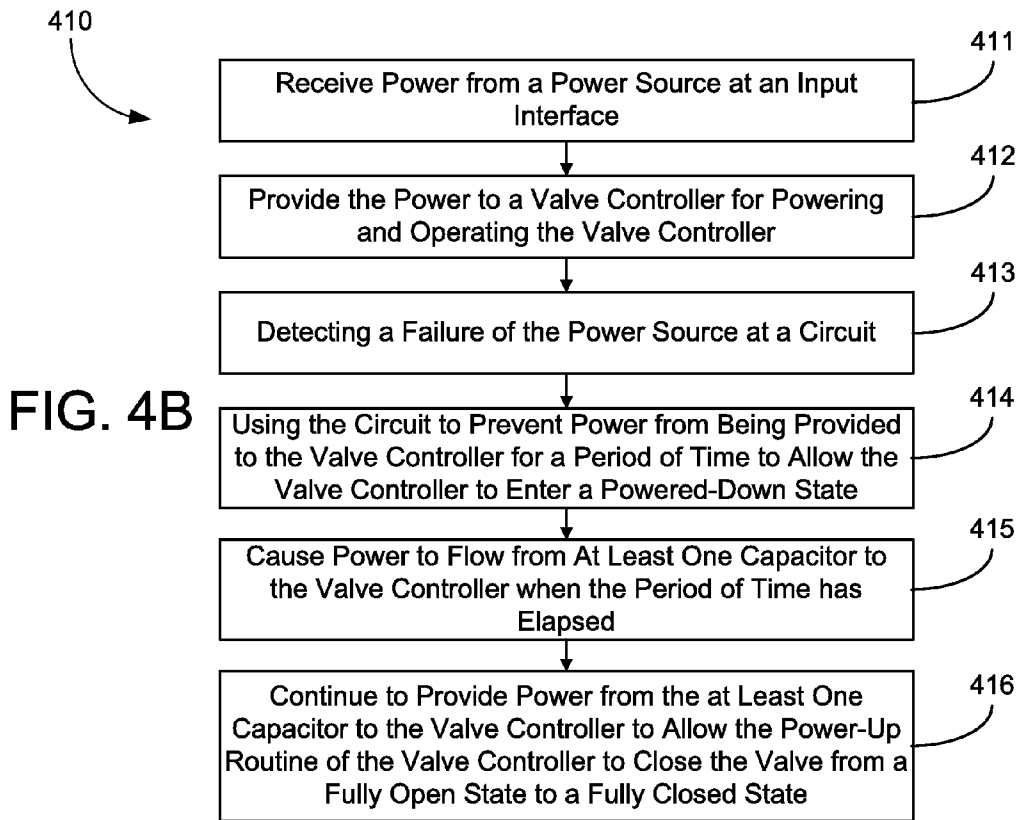 410
411
Receive Power from a Power Source at an Input
Interface
412
Provide the Power to a Valve Controller for Powering
and Operating the Valve Controller
413
Detecting a Failure of the Power Source at a Circuit
FIG. 4B
414
Using the Circuit to Prevent Power from Being Provided
to the Valve Controller for a Period of Time to Allow the
Valve Controller to Enter a Powered-Down State
415
Cause Power to Flow from At Least One Capacitor to
the Valve Controller when the Period of Time has
Elapsed
416
Continue to Provide Power from the at Least One
Capacitor to the Valve Controller to Allow the Power-Up
Routine of the Valve Controller to Close the Valve from a
Fully Open State to a Fully Closed State